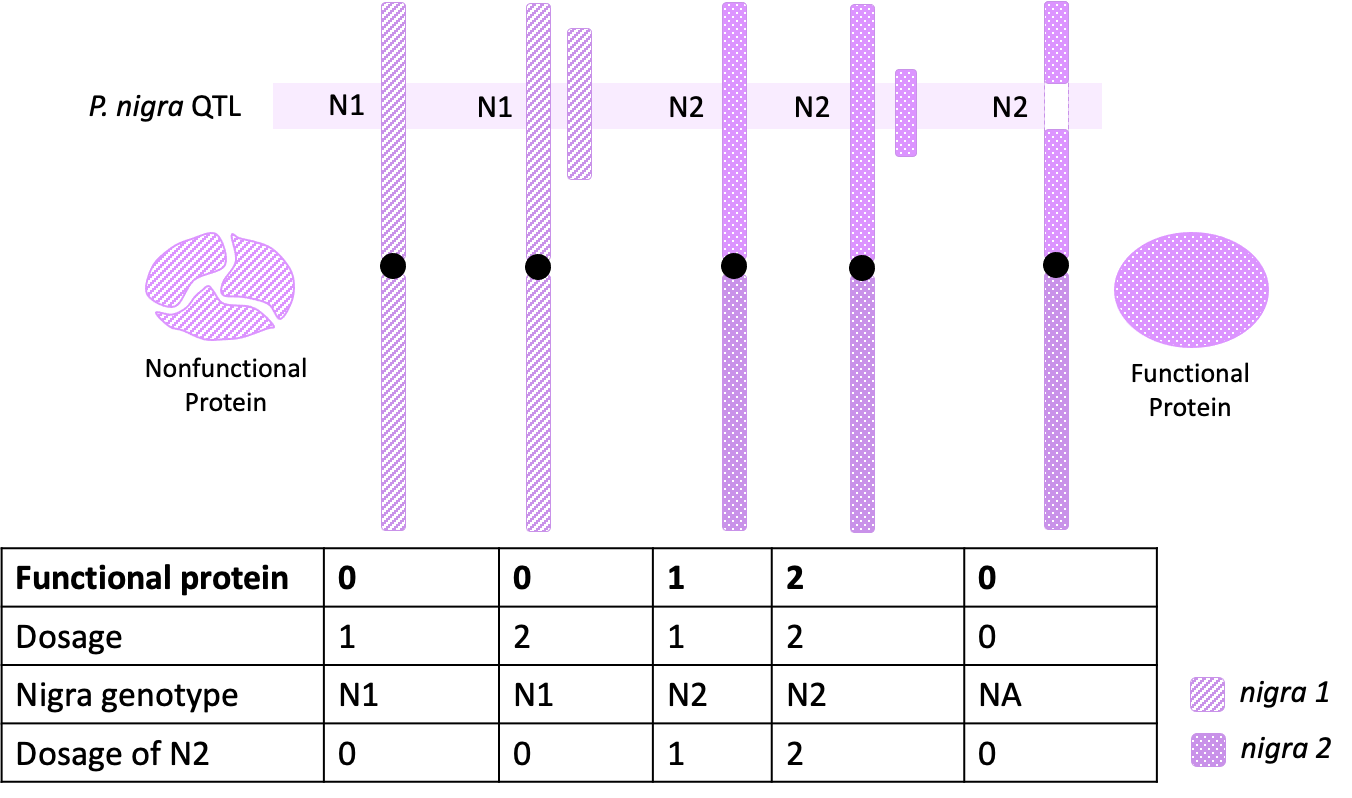 P. nigra QTL N1 N1 N2 N2 N2
Nonfunctional
Protein
Functional
Protein
Functional protein 0 0 1 2 0
Dosage 1 2 1 2 0
Nigra genotype N1 N1 N2 N2 NA
Dosage of N2 0 0 1 2 0
nigra 1
nigra 2